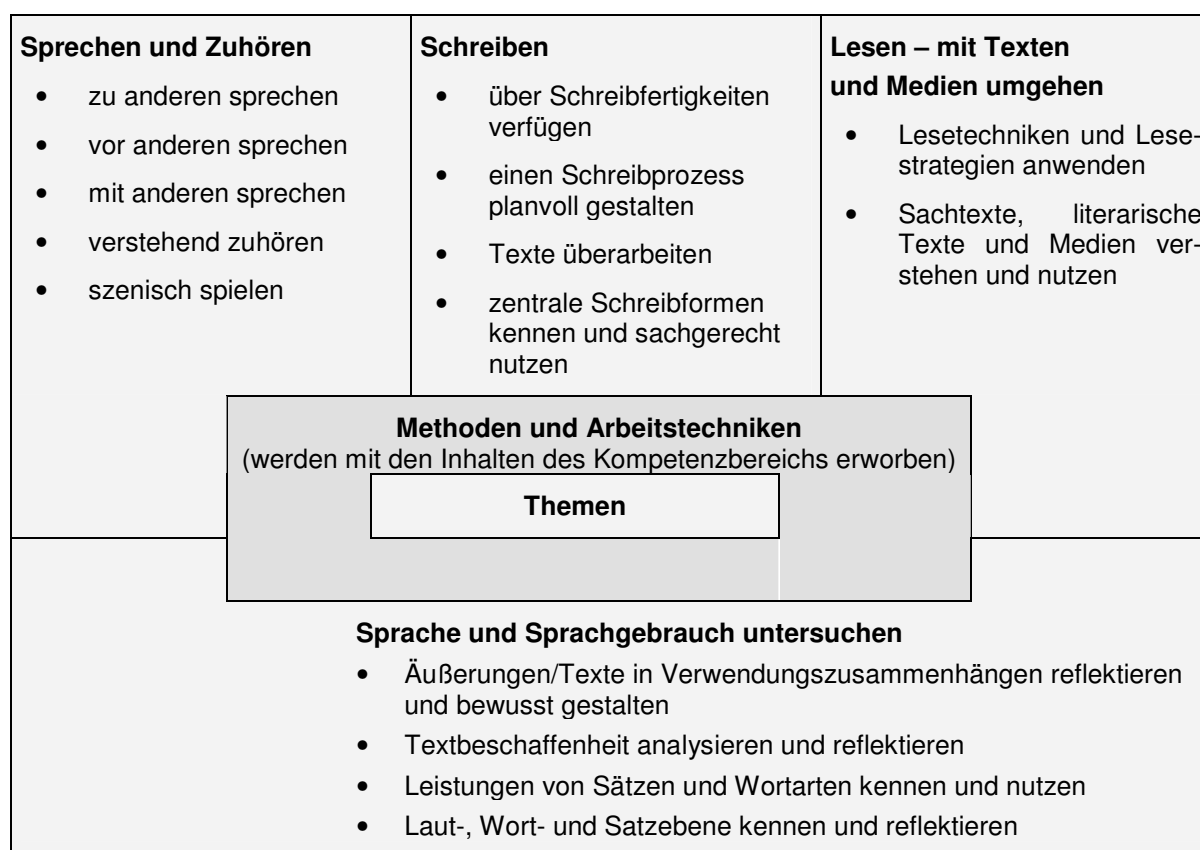 Sprechen und Zuhören
• zu anderen sprechen
• vor anderen sprechen
• mit anderen sprechen
• verstehend zuhören
• szenisch spielen
Schreiben
• über Schreibfertigkeiten
verfügen
• einen Schreibprozess
planvoll gestalten
• Texte überarbeiten
• zentrale Schreibformen
kennen und sachgerecht
nutzen
Lesen – mit Texten
und Medien umgehen
• Lesetechniken und Lese-
strategien anwenden
• Sachtexte, literarische
Texte und Medien ver-
stehen und nutzen
Methoden und Arbeitstechniken
(werden mit den Inhalten des Kompetenzbereichs erworben)
Themen
Sprache und Sprachgebrauch untersuchen
• Äußerungen/Texte in Verwendungszusammenhängen reflektieren
und bewusst gestalten
• Textbeschaffenheit analysieren und reflektieren
• Leistungen von Sätzen und Wortarten kennen und nutzen
• Laut-, Wort- und Satzebene kennen und reflektieren